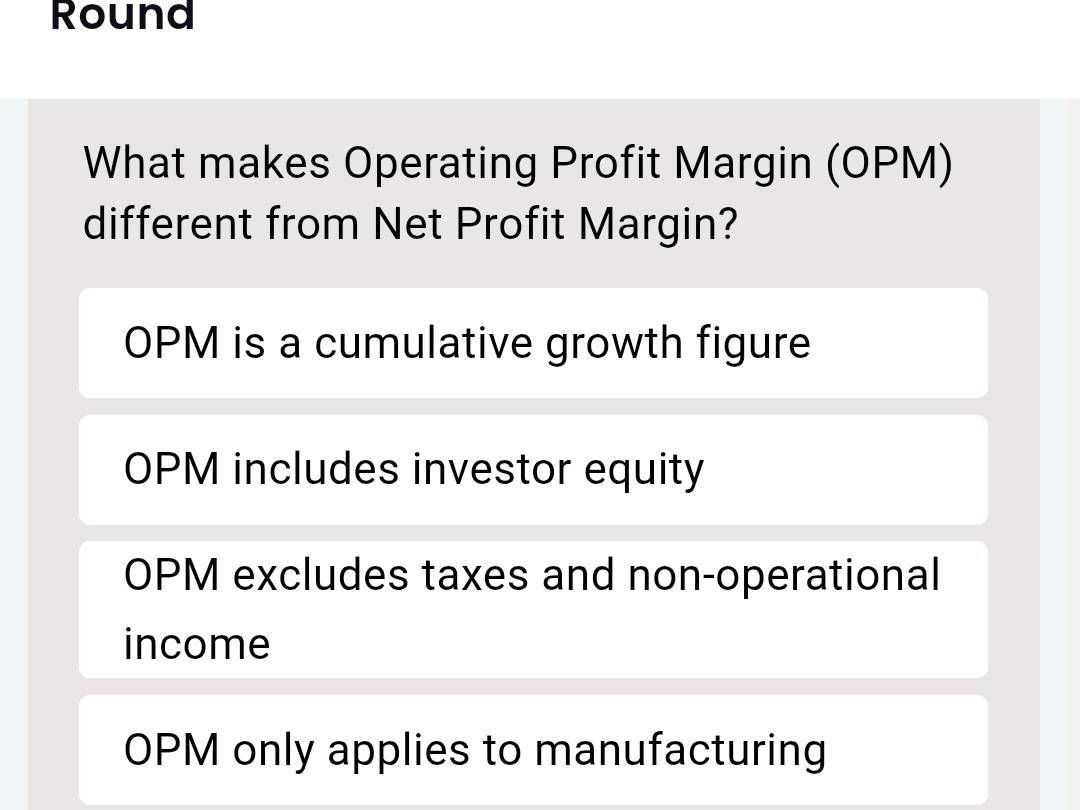 Round
What makes Operating Profit Margin (OPM)
different from Net Profit Margin?
OPM is a cumulative growth figure
OPM includes investor equity
OPM excludes taxes and non-operational
income
OPM only applies to manufacturing